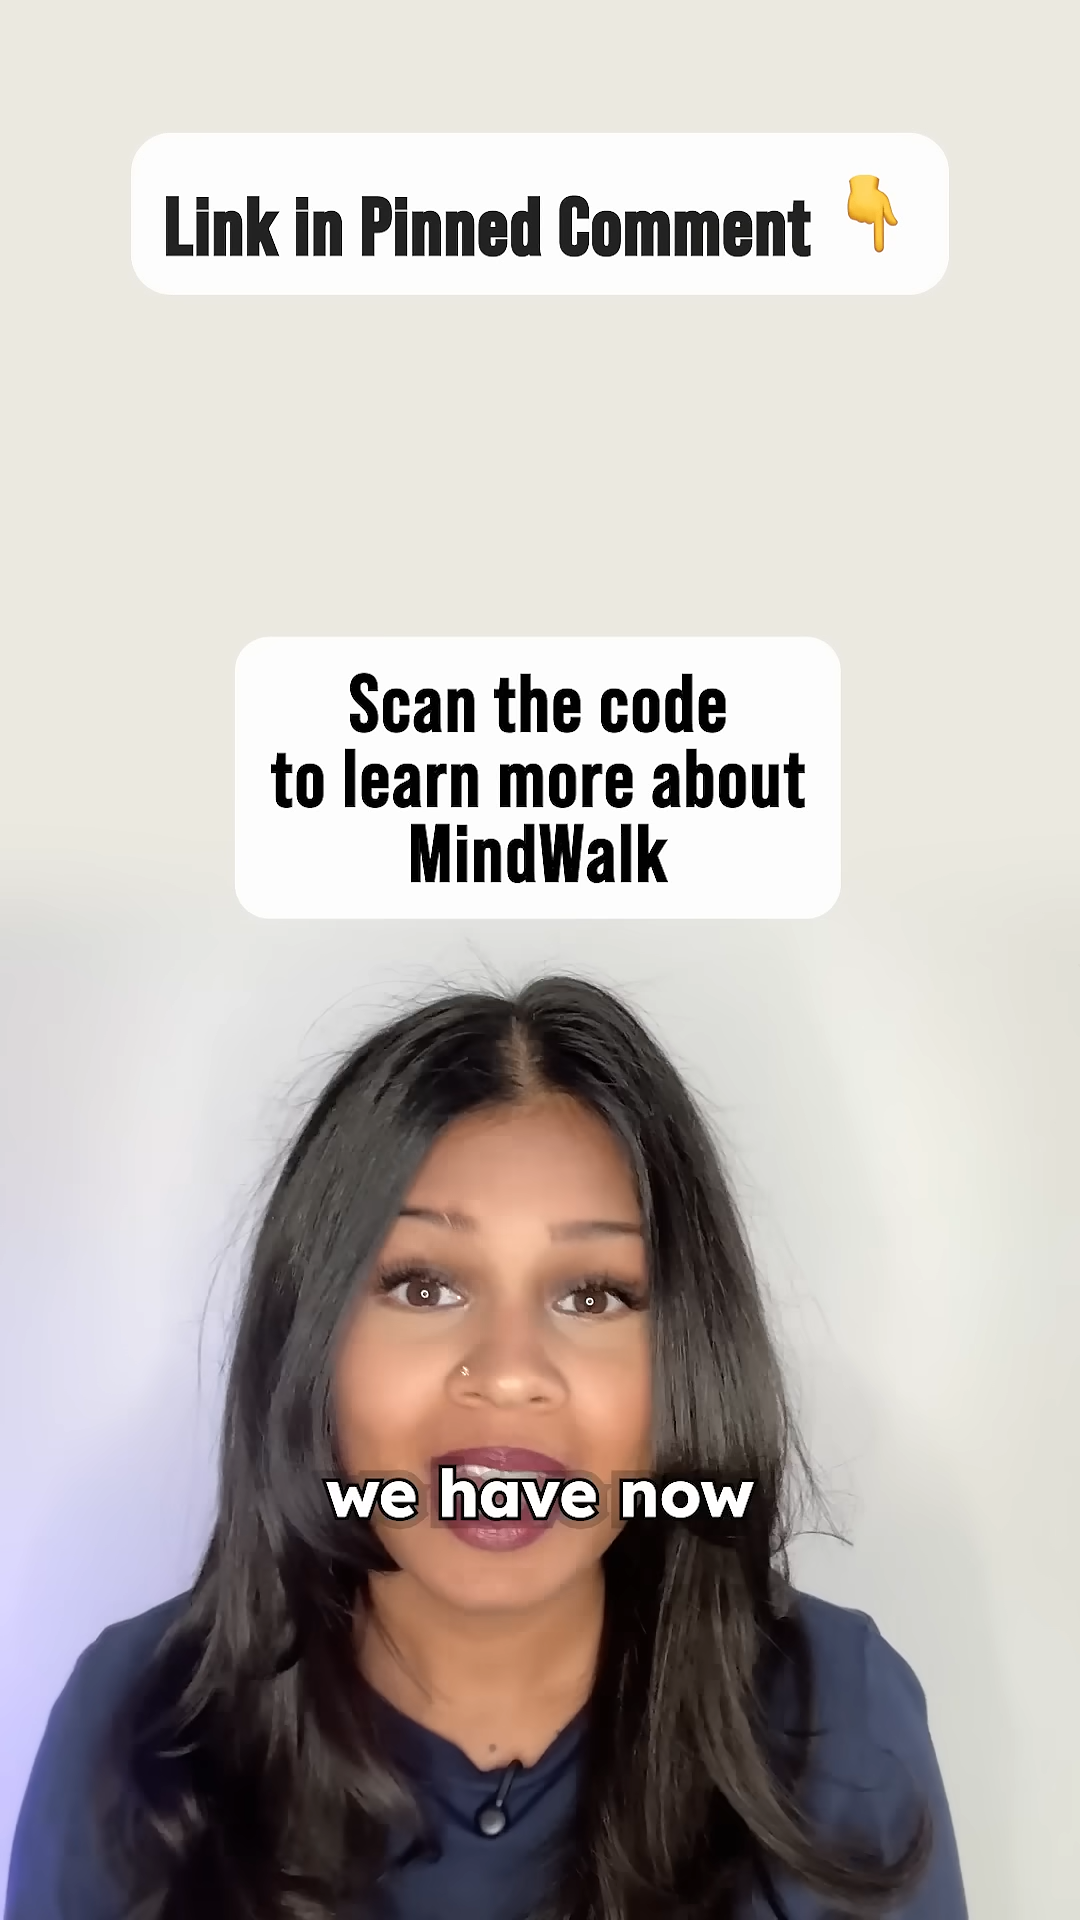 Link in Pinned Comment 👇
Scan the code
to learn more about
MindWalk
we have now